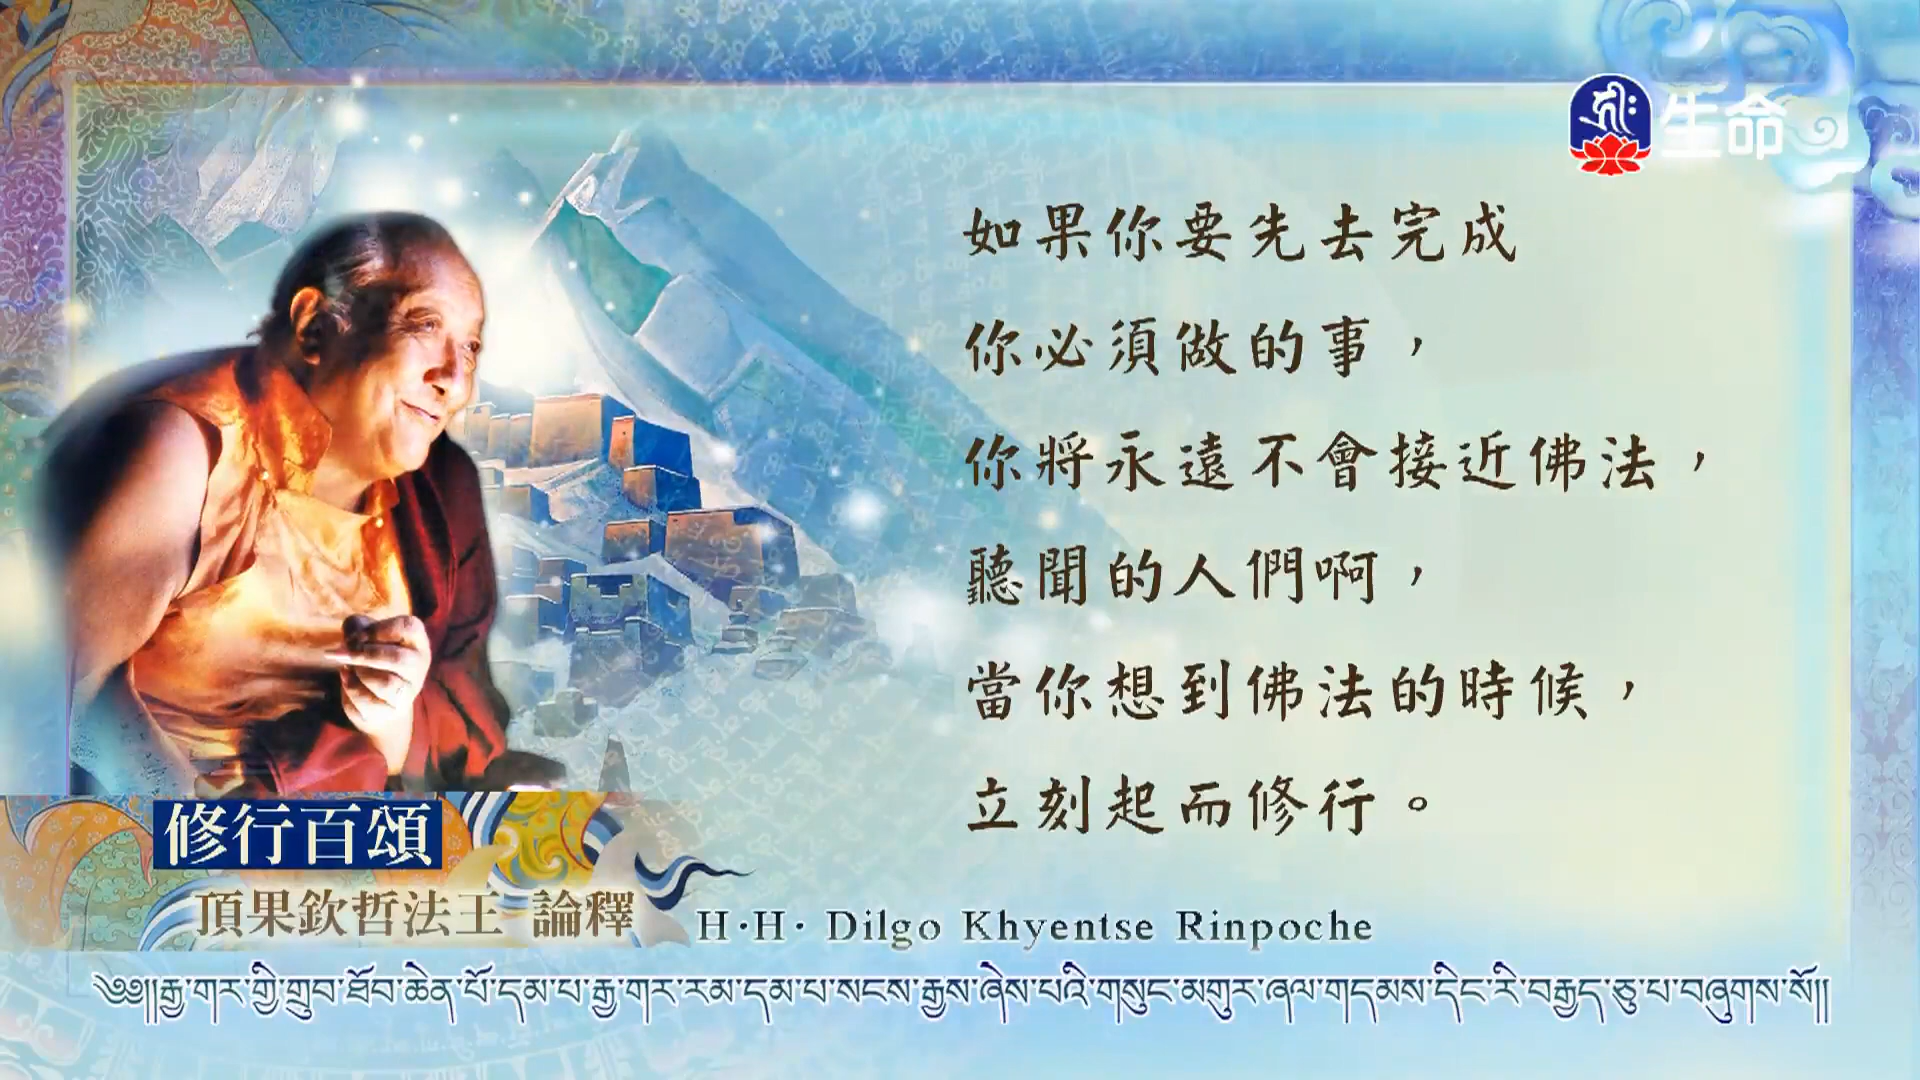 生命
如果你要先去完成
你必須做的事，
你將永遠不會接近佛法，
聽聞的人們啊，
當你想到佛法的時候，
立刻起而修行。
修行百頌
頂果欽哲法王 論釋
H·H· Dilgo Khyentse Rinpoche
༄༅།།རྒྱ་གར་གྱི་གྲུབ་ཐོབ་ཆེན་པོ་དམ་པ་རྒྱ་གར་རམ་དམ་པ་སངས་རྒྱས་ཞེས་པའི་གསུང་མགུར་ཞལ་གདམས་དིང་རི་བརྒྱད་ཅུ་པ་བཞུགས་སོ།།